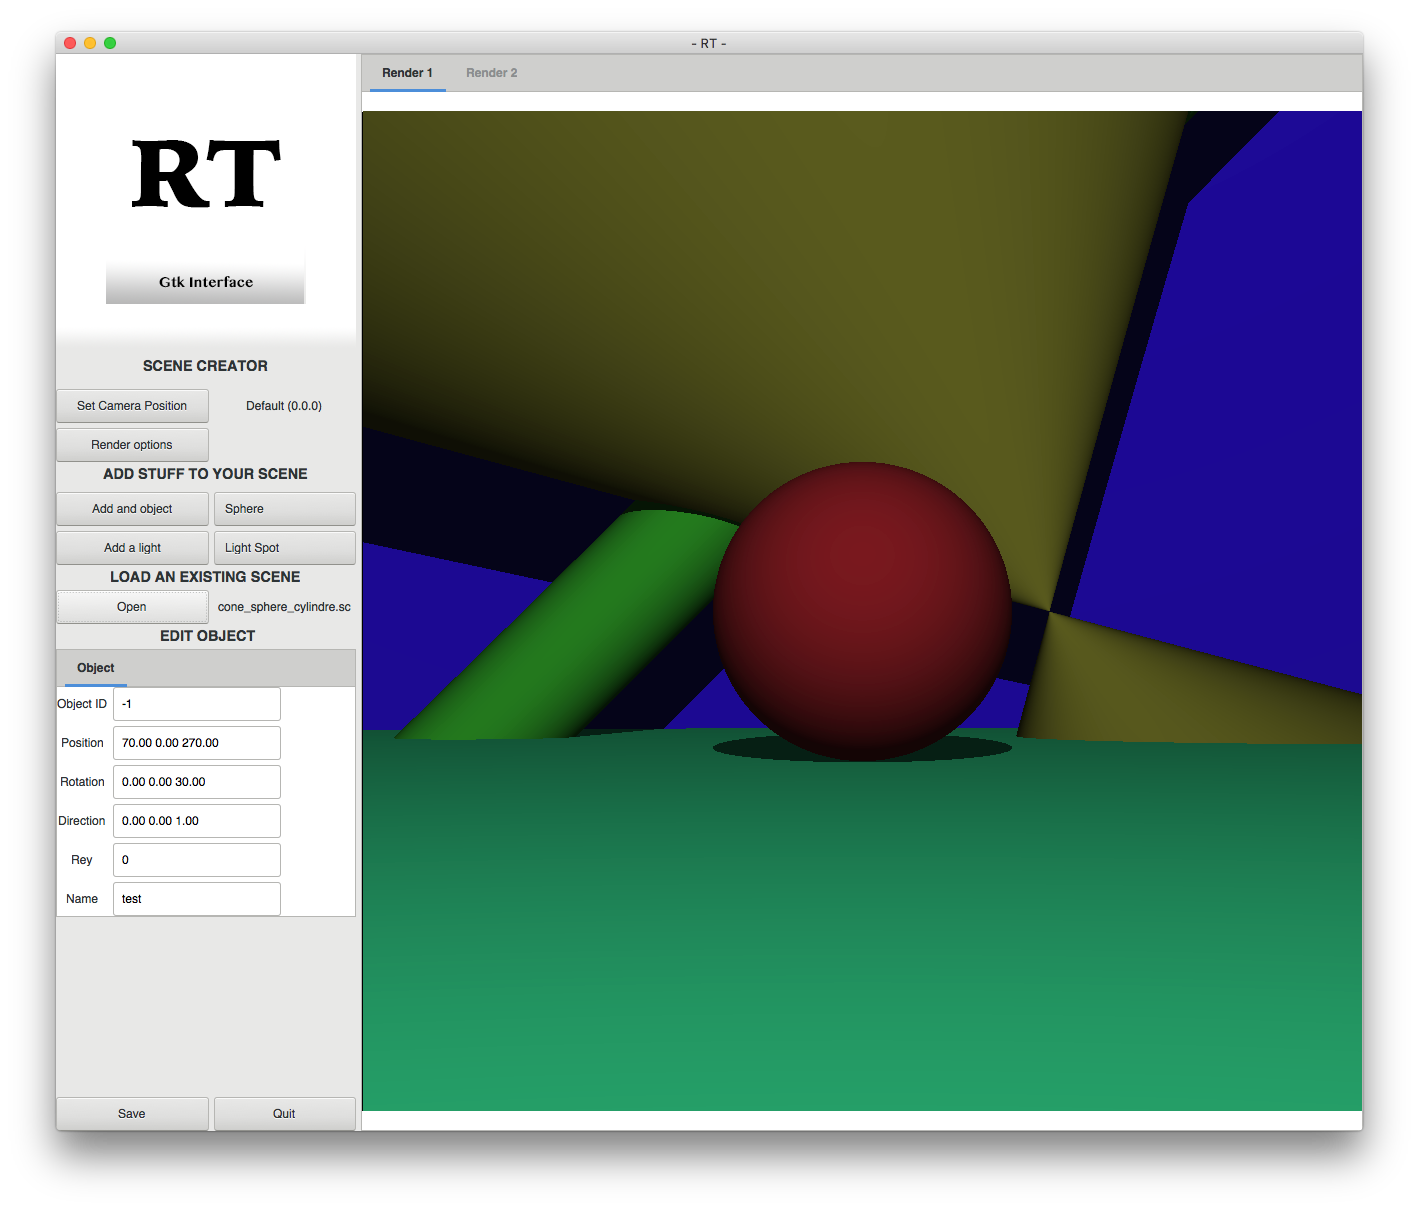 - RT -
RT
Gtk Interface
SCENE CREATOR
Set Camera Position Default (0.0.0)
Render options
ADD STUFF TO YOUR SCENE
Add and object Sphere
Add a light Light Spot
LOAD AN EXISTING SCENE
Open cone_sphere_cylindre.sc
EDIT OBJECT
Object
Object ID -1
Position 70.00 0.00 270.00
Rotation 0.00 0.00 30.00
Direction 0.00 0.00 1.00
Rey 0
Name test
Save Quit
Render 1 Render 2